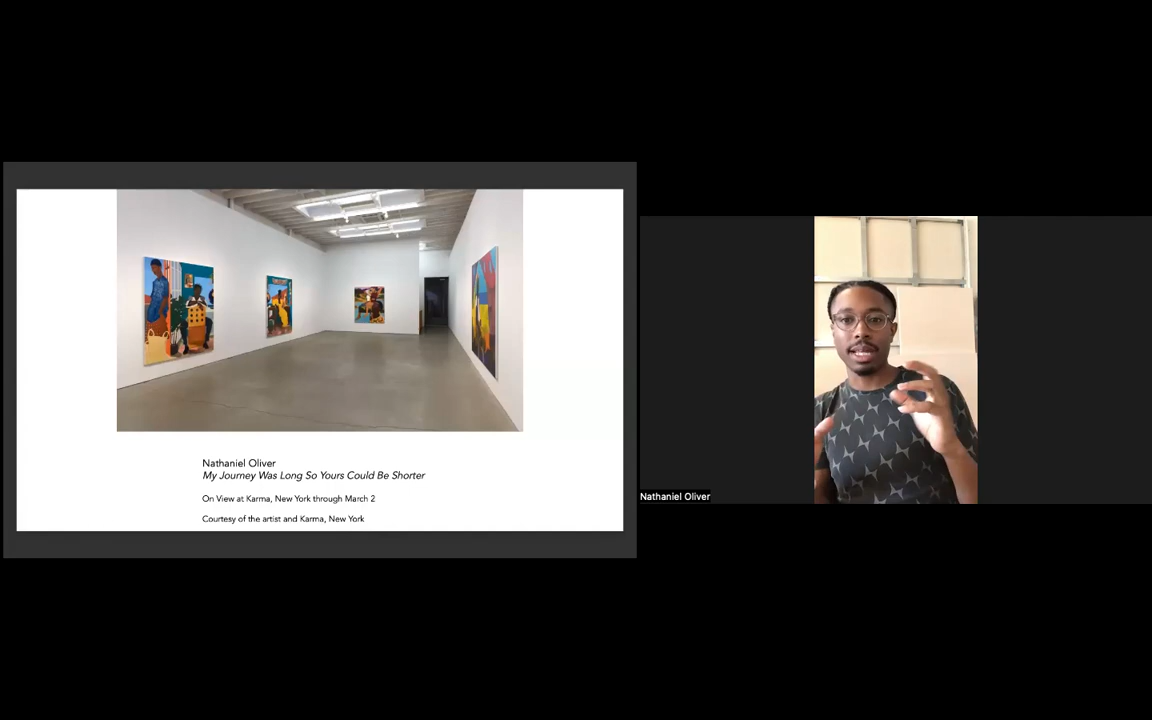 Nathaniel Oliver
My Journey Was Long So Yours Could Be Shorter
On View at Karma, New York through March 2
Courtesy of the artist and Karma, New York
Nathaniel Oliver